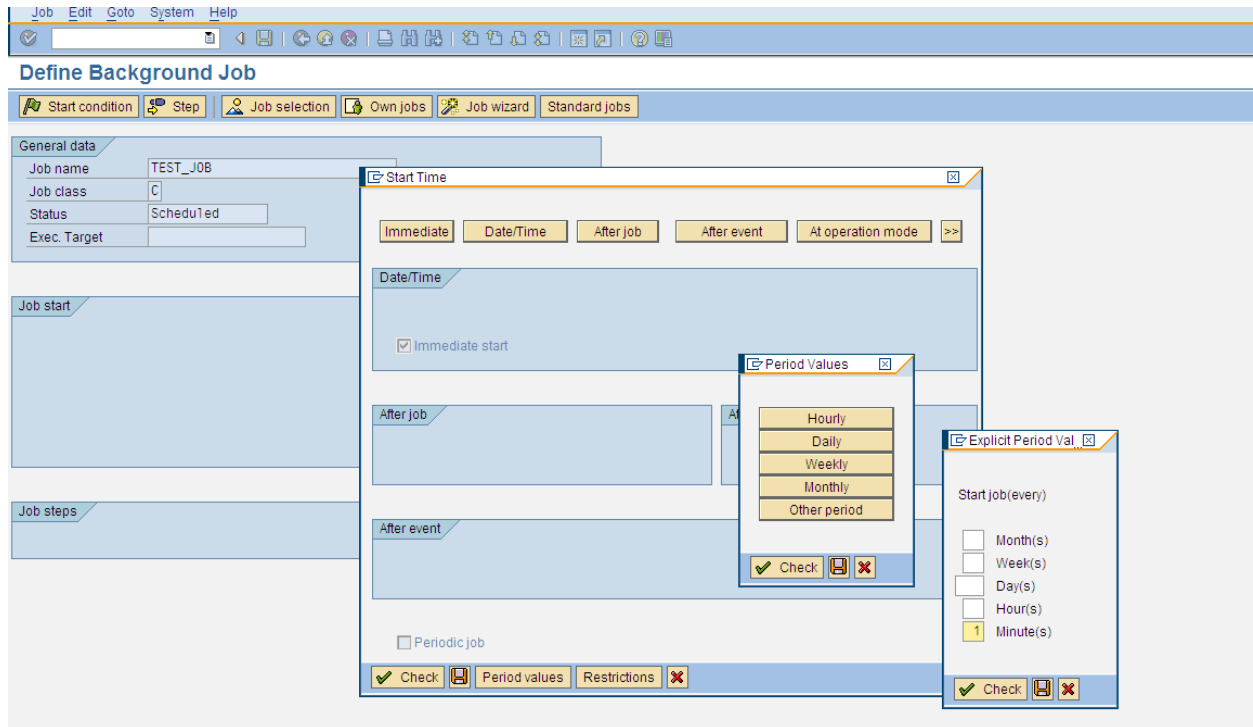 Job Edit Goto System Help
Define Background Job
Start condition Step Job selection Own jobs Job wizard Standard jobs
General data
Job name TEST_JOB
Job class C
Status Scheduled
Exec. Target
Job start
Job steps
Start Time
Immediate Date/Time After job After event At operation mode >>
Date/Time
Immediate start
After job
After event
Periodic job
Check Period values Restrictions
Period Values
Hourly
Daily
Weekly
Monthly
Other period
Check
Explicit Period Val...
Start job(every)
Month(s)
Week(s)
Day(s)
Hour(s)
1 Minute(s)
Check